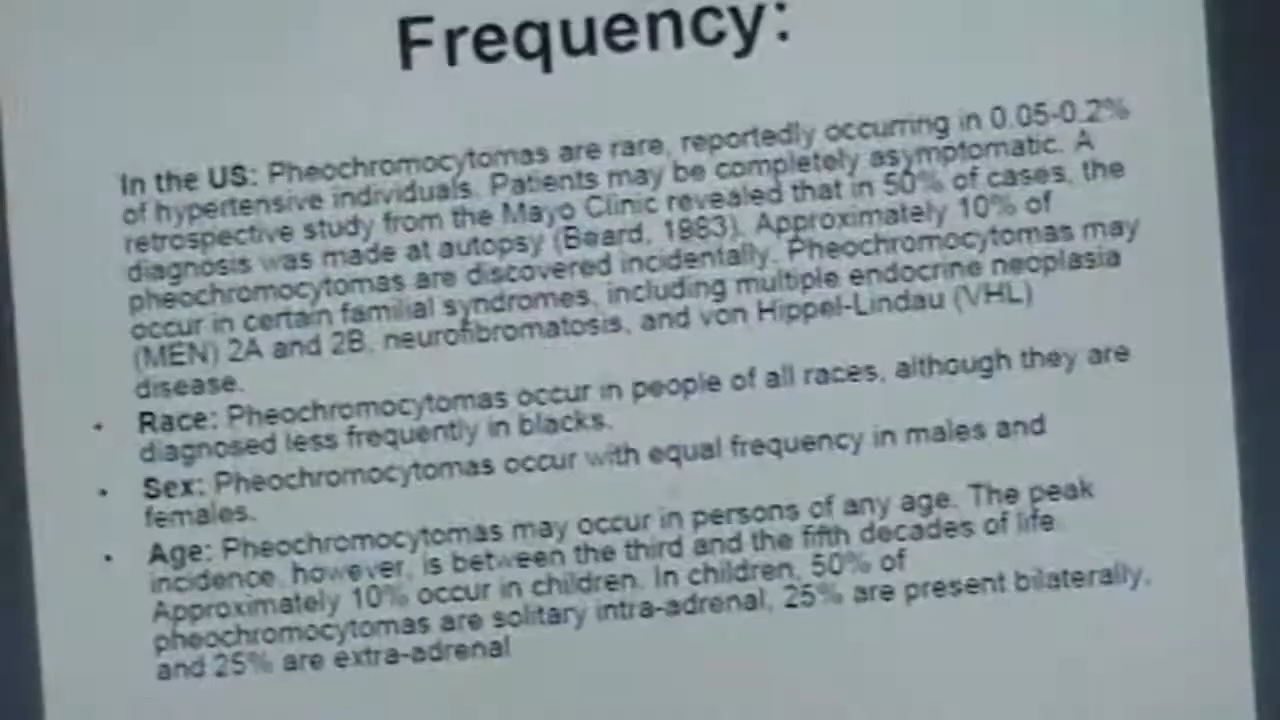 Frequency:
In the US: Pheochromocytomas are rare, reportedly occurring in 0.05-0.2%
of hypertensive individuals. Patients may be completely asymptomatic. A
retrospective study from the Mayo Clinic revealed that in 50% of cases, the
diagnosis was made at autopsy (Beard, 1983). Approximately 10% of
pheochromocytomas are discovered incidentally. Pheochromocytomas may
occur in certain familial syndromes, including multiple endocrine neoplasia
(MEN) 2A and 2B, neurofibromatosis, and von Hippel-Lindau (VHL)
disease.
• Race: Pheochromocytomas occur in people of all races, although they are
diagnosed less frequently in blacks.
• Sex: Pheochromocytomas occur with equal frequency in males and
females.
• Age: Pheochromocytomas may occur in persons of any age. The peak
incidence, however, is between the third and the fifth decades of life.
Approximately 10% occur in children. In children, 50% of
pheochromocytomas are solitary intra-adrenal, 25% are present bilaterally,
and 25% are extra-adrenal